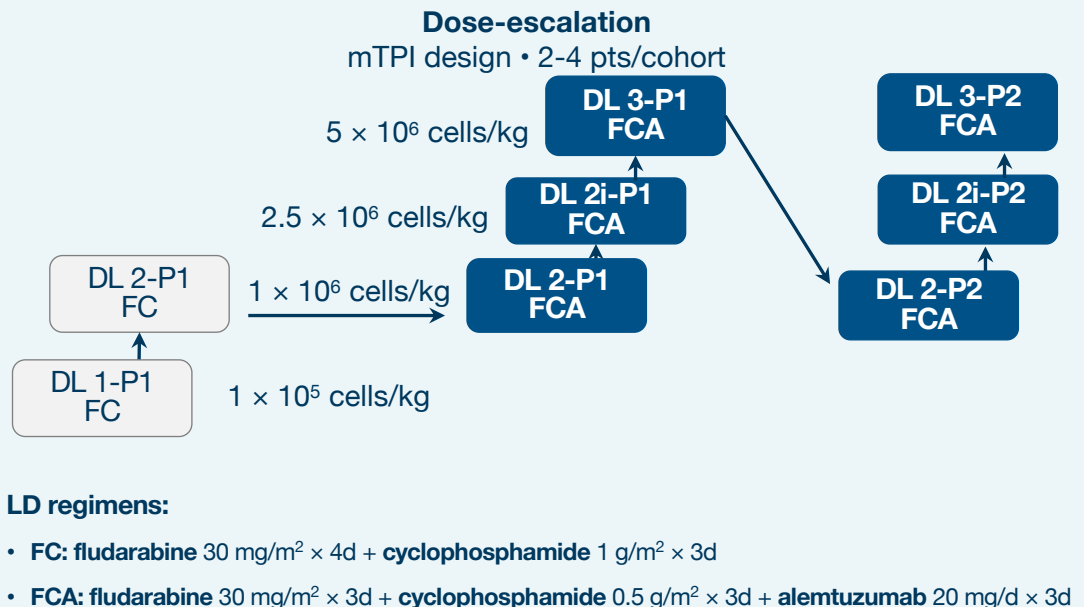 Dose-escalation
mTPI design • 2-4 pts/cohort
DL 3-P1
FCA
5 × 10⁶ cells/kg
DL 3-P2
FCA
DL 2i-P1
FCA
2.5 × 10⁶ cells/kg
DL 2i-P2
FCA
DL 2-P1
FC
1 × 10⁶ cells/kg
DL 2-P1
FCA
DL 2-P2
FCA
DL 1-P1
FC
1 × 10⁵ cells/kg
LD regimens:
• FC: fludarabine 30 mg/m² × 4d + cyclophosphamide 1 g/m² × 3d
• FCA: fludarabine 30 mg/m² × 3d + cyclophosphamide 0.5 g/m² × 3d + alemtuzumab 20 mg/d × 3d